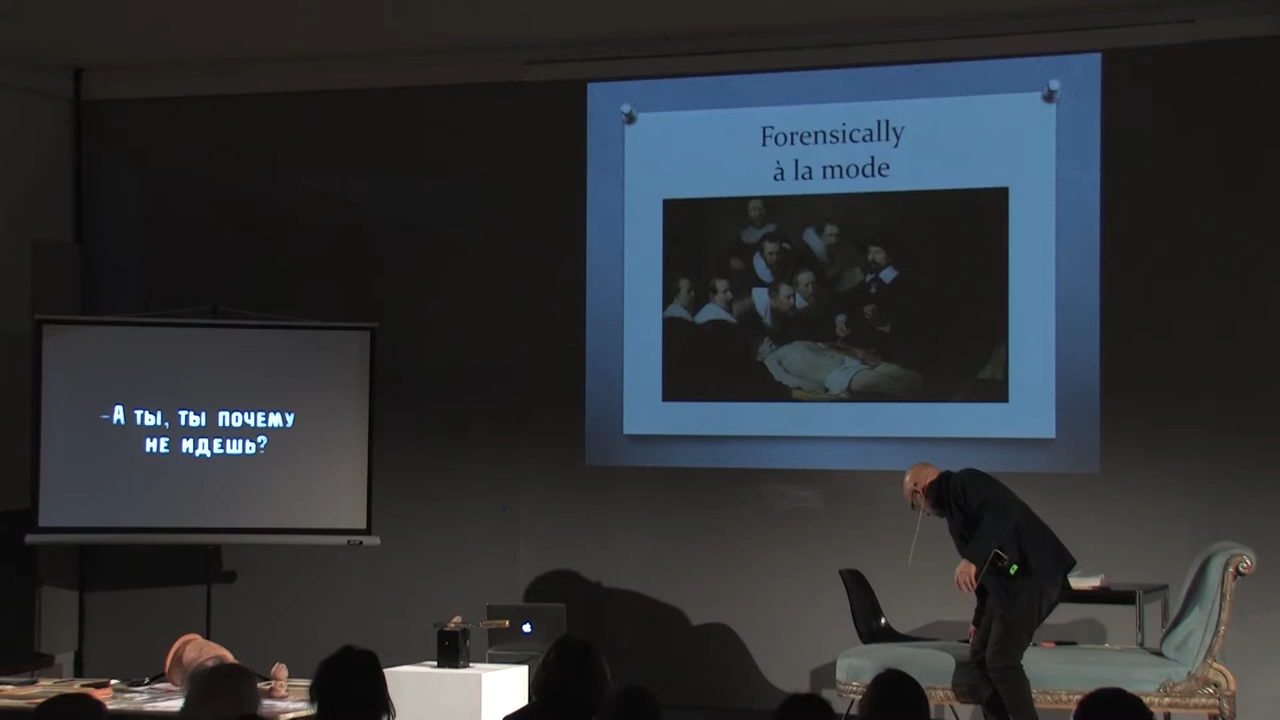 Forensically
à la mode
–А ТЫ, ТЫ ПОЧЕМУ
НЕ ИДЕШЬ?